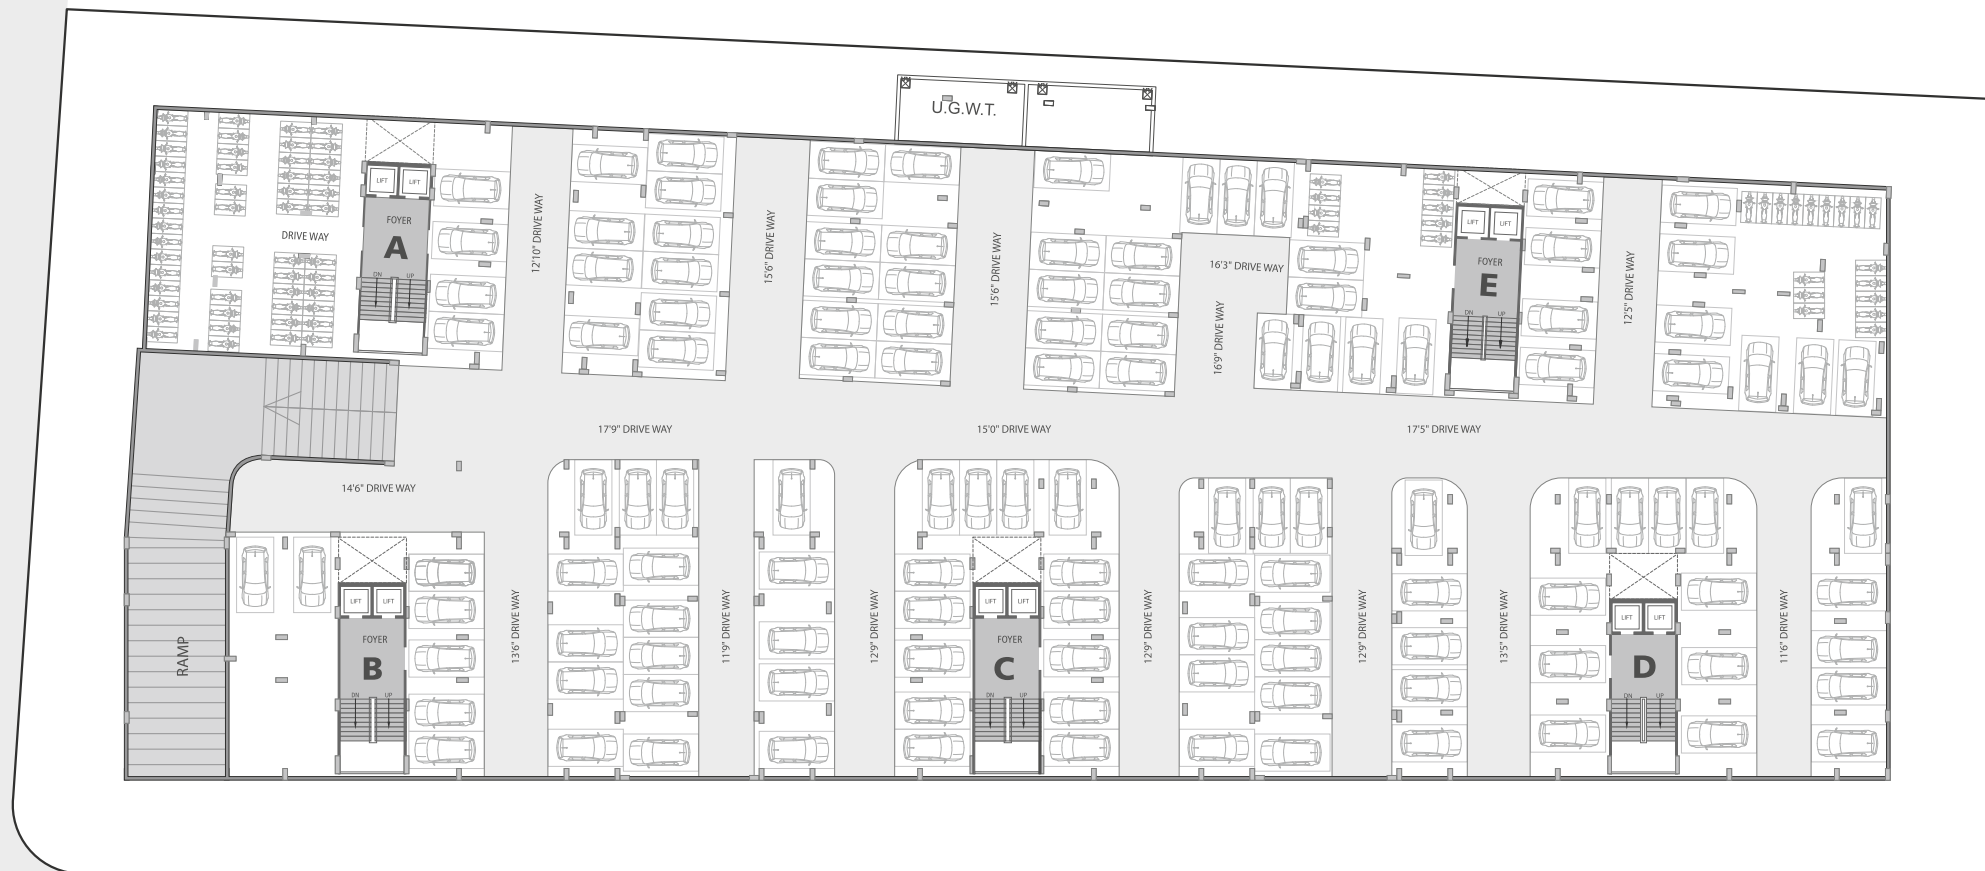 U.G.W.T.
LIFT LIFT
FOYER
A
DN UP
DRIVE WAY
12'10" DRIVE WAY
15'6" DRIVE WAY
15'6" DRIVE WAY
16'3" DRIVE WAY
16'9" DRIVE WAY
LIFT LIFT
FOYER
E
DN UP
12'5" DRIVE WAY
17'9" DRIVE WAY
15'0" DRIVE WAY
17'5" DRIVE WAY
14'6" DRIVE WAY
RAMP
LIFT LIFT
FOYER
B
DN UP
13'6" DRIVE WAY
11'9" DRIVE WAY
12'9" DRIVE WAY
LIFT LIFT
FOYER
C
DN UP
12'9" DRIVE WAY
12'9" DRIVE WAY
13'5" DRIVE WAY
LIFT LIFT
FOYER
D
DN UP
11'6" DRIVE WAY